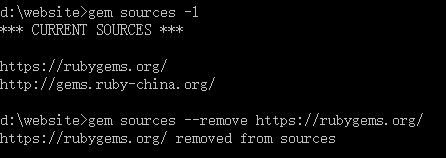 d:\website>gem sources -l
*** CURRENT SOURCES ***
https://rubygems.org/
http://gems.ruby-china.org/
d:\website>gem sources --remove https://rubygems.org/
https://rubygems.org/ removed from sources